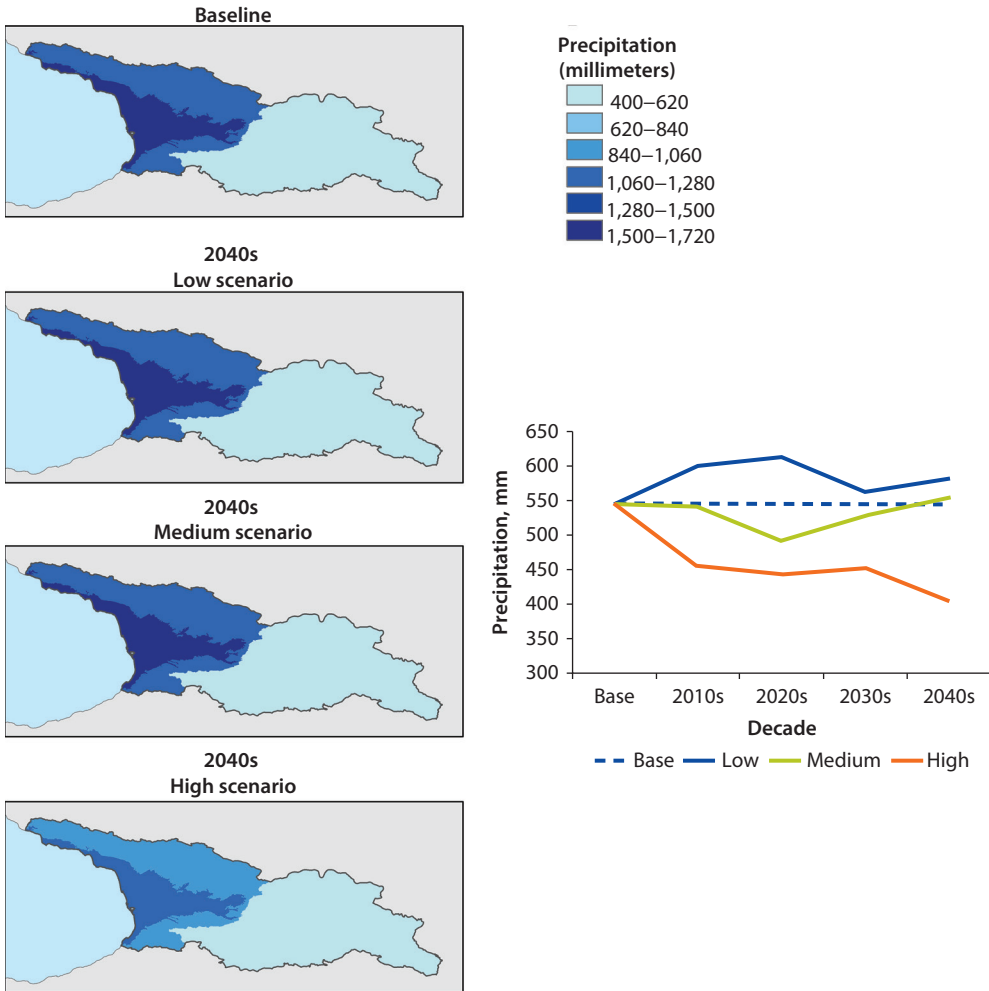 Baseline
Precipitation
(millimeters)
400–620
620–840
840–1,060
1,060–1,280
1,280–1,500
1,500–1,720
2040s
Low scenario
2040s
Medium scenario
2040s
High scenario
Precipitation, mm
650
600
550
500
450
400
350
300
Base 2010s 2020s 2030s 2040s
Decade
Base Low Medium High